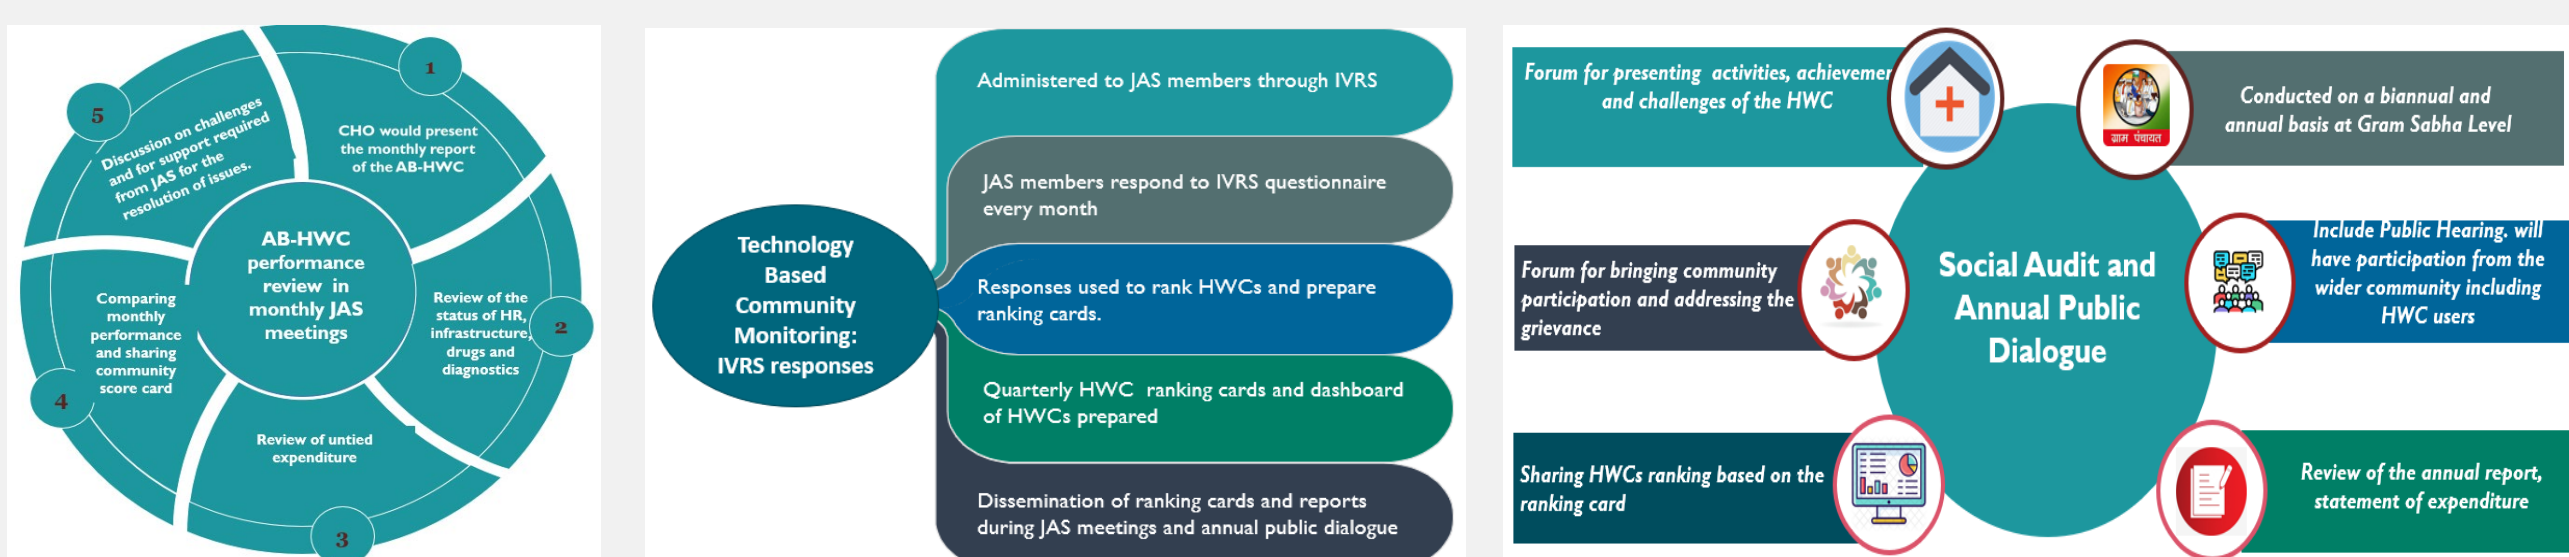 1
CHO would present
the monthly report
of the AB-HWC
2
Review of the
status of HR,
infrastructure,
drugs and
diagnostics
3
Review of untied
expenditure
4
Comparing
monthly
performance
and sharing
community
score card
5
Discussion on challenges
and for support required
from JAS for the
resolution of issues.
AB-HWC
performance
review in
monthly JAS
meetings
Technology
Based
Community
Monitoring:
IVRS responses
Administered to JAS members through IVRS
JAS members respond to IVRS questionnaire
every month
Responses used to rank HWCs and prepare
ranking cards.
Quarterly HWC ranking cards and dashboard
of HWCs prepared
Dissemination of ranking cards and reports
during JAS meetings and annual public dialogue
Social Audit and
Annual Public
Dialogue
Forum for presenting activities, achievemen
and challenges of the HWC
ग्राम पंचायत
Conducted on a biannual and
annual basis at Gram Sabha Level
Forum for bringing community
participation and addressing the
grievance
Include Public Hearing. will
have participation from the
wider community including
HWC users
Sharing HWCs ranking based on the
ranking card
Review of the annual report,
statement of expenditure